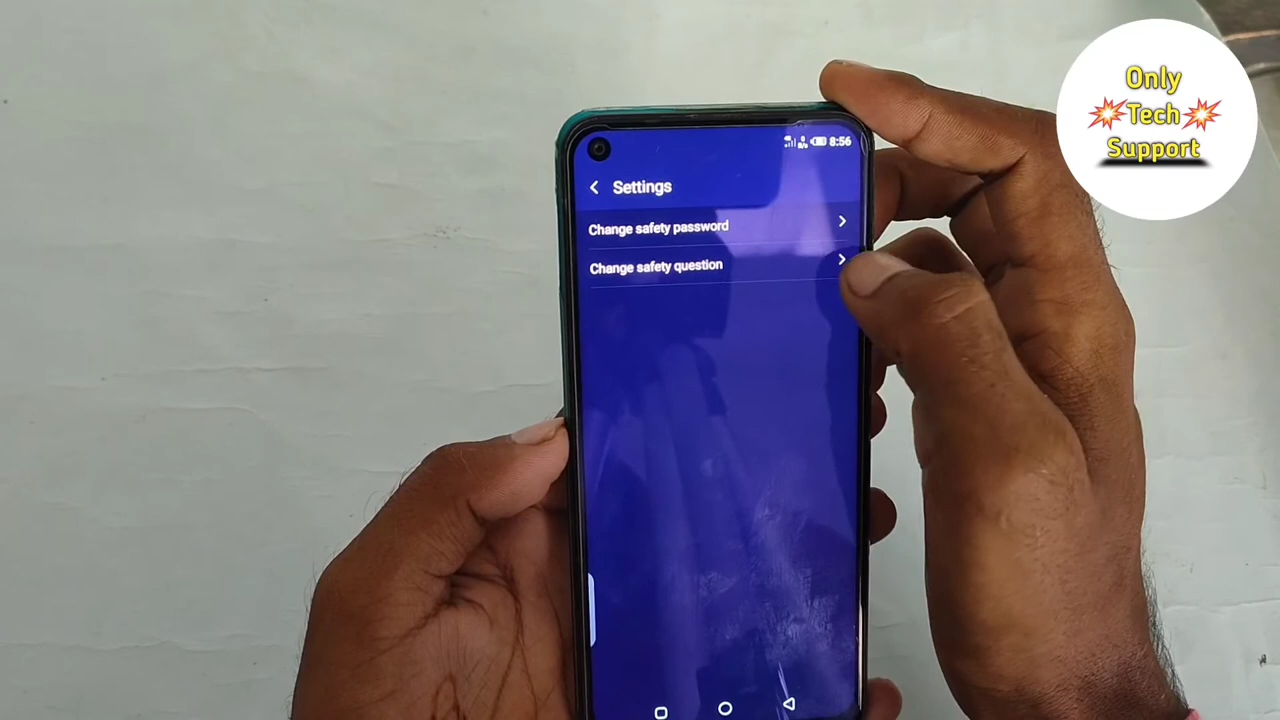 Only
Tech
Support
8:56
Settings
Change safety password
Change safety question